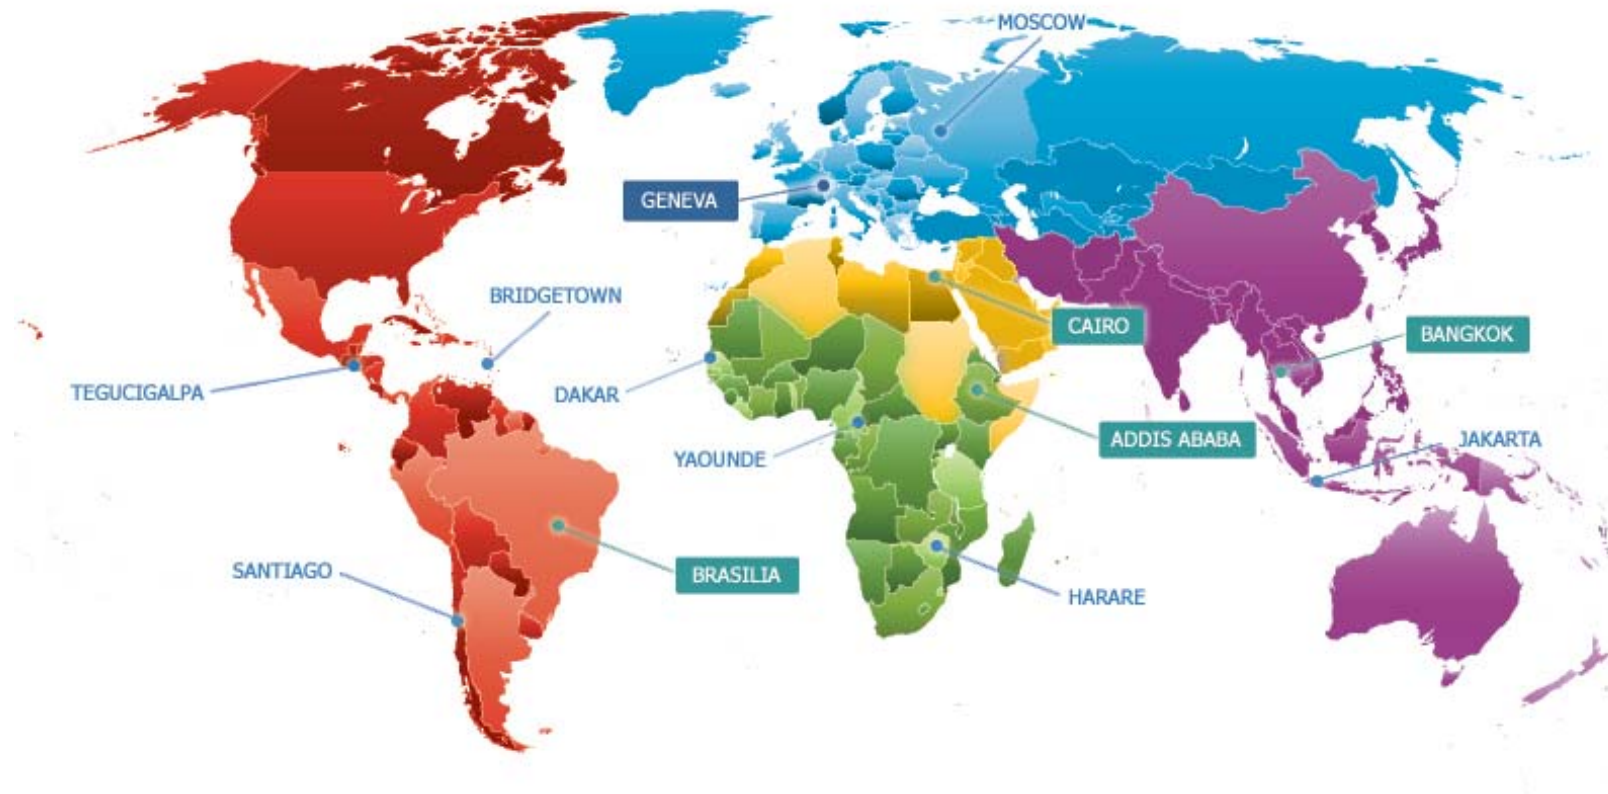 MOSCOW
GENEVA
BRIDGETOWN
CAIRO
BANGKOK
TEGUCIGALPA
DAKAR
ADDIS ABABA
JAKARTA
YAOUNDE
SANTIAGO
BRASILIA
HARARE